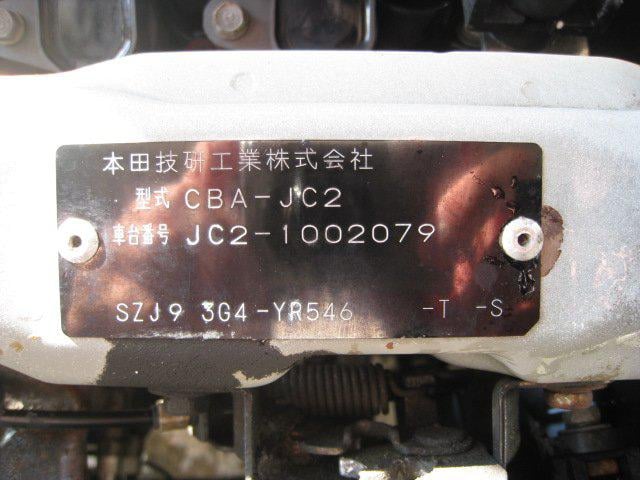 本田技研工業株式会社
型式 CBA-JC2
車台番号 JC2-1002079
SZJ9 3G4-YR546 -T -S